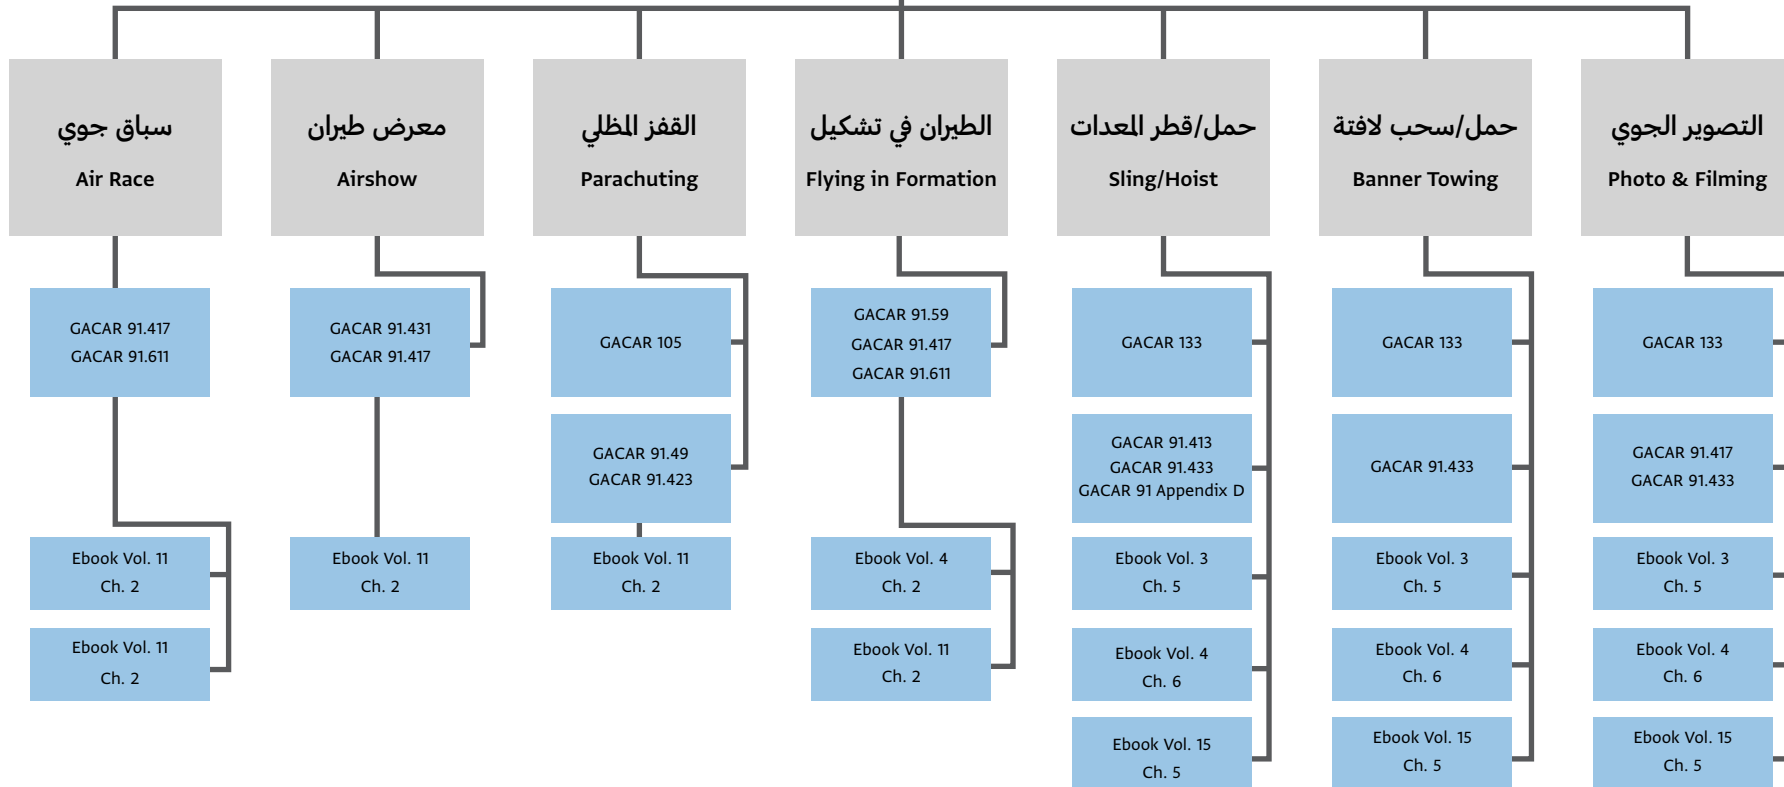 سباق جوي
Air Race
GACAR 91.417
GACAR 91.611
Ebook Vol. 11
Ch. 2
Ebook Vol. 11
Ch. 2
معرض طيران
Airshow
GACAR 91.431
GACAR 91.417
Ebook Vol. 11
Ch. 2
القفز المظلي
Parachuting
GACAR 105
GACAR 91.49
GACAR 91.423
Ebook Vol. 11
Ch. 2
الطيران في تشكيل
Flying in Formation
GACAR 91.59
GACAR 91.417
GACAR 91.611
Ebook Vol. 4
Ch. 2
Ebook Vol. 11
Ch. 2
حمل/قطر المعدات
Sling/Hoist
GACAR 133
GACAR 91.413
GACAR 91.433
GACAR 91 Appendix D
Ebook Vol. 3
Ch. 5
Ebook Vol. 4
Ch. 6
Ebook Vol. 15
Ch. 5
حمل/سحب لافتة
Banner Towing
GACAR 133
GACAR 91.433
Ebook Vol. 3
Ch. 5
Ebook Vol. 4
Ch. 6
Ebook Vol. 15
Ch. 5
التصوير الجوي
Photo & Filming
GACAR 133
GACAR 91.417
GACAR 91.433
Ebook Vol. 3
Ch. 5
Ebook Vol. 4
Ch. 6
Ebook Vol. 15
Ch. 5